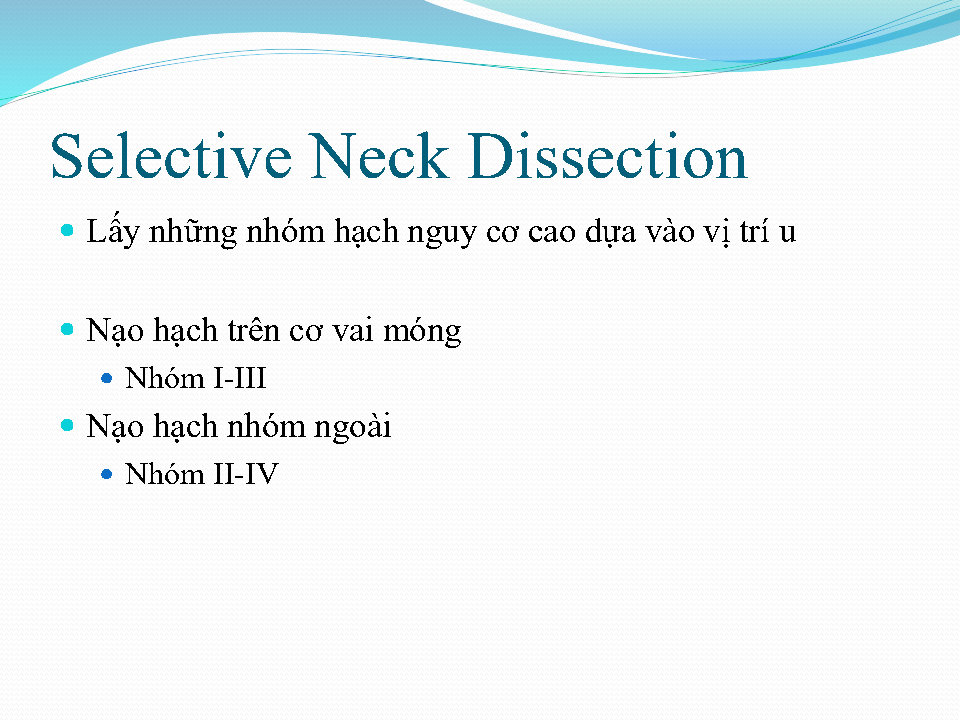 Selective Neck Dissection
Lấy những nhóm hạch nguy cơ cao dựa vào vị trí u
Nạo hạch trên cơ vai móng
Nhóm I-III
Nạo hạch nhóm ngoài
Nhóm II-IV